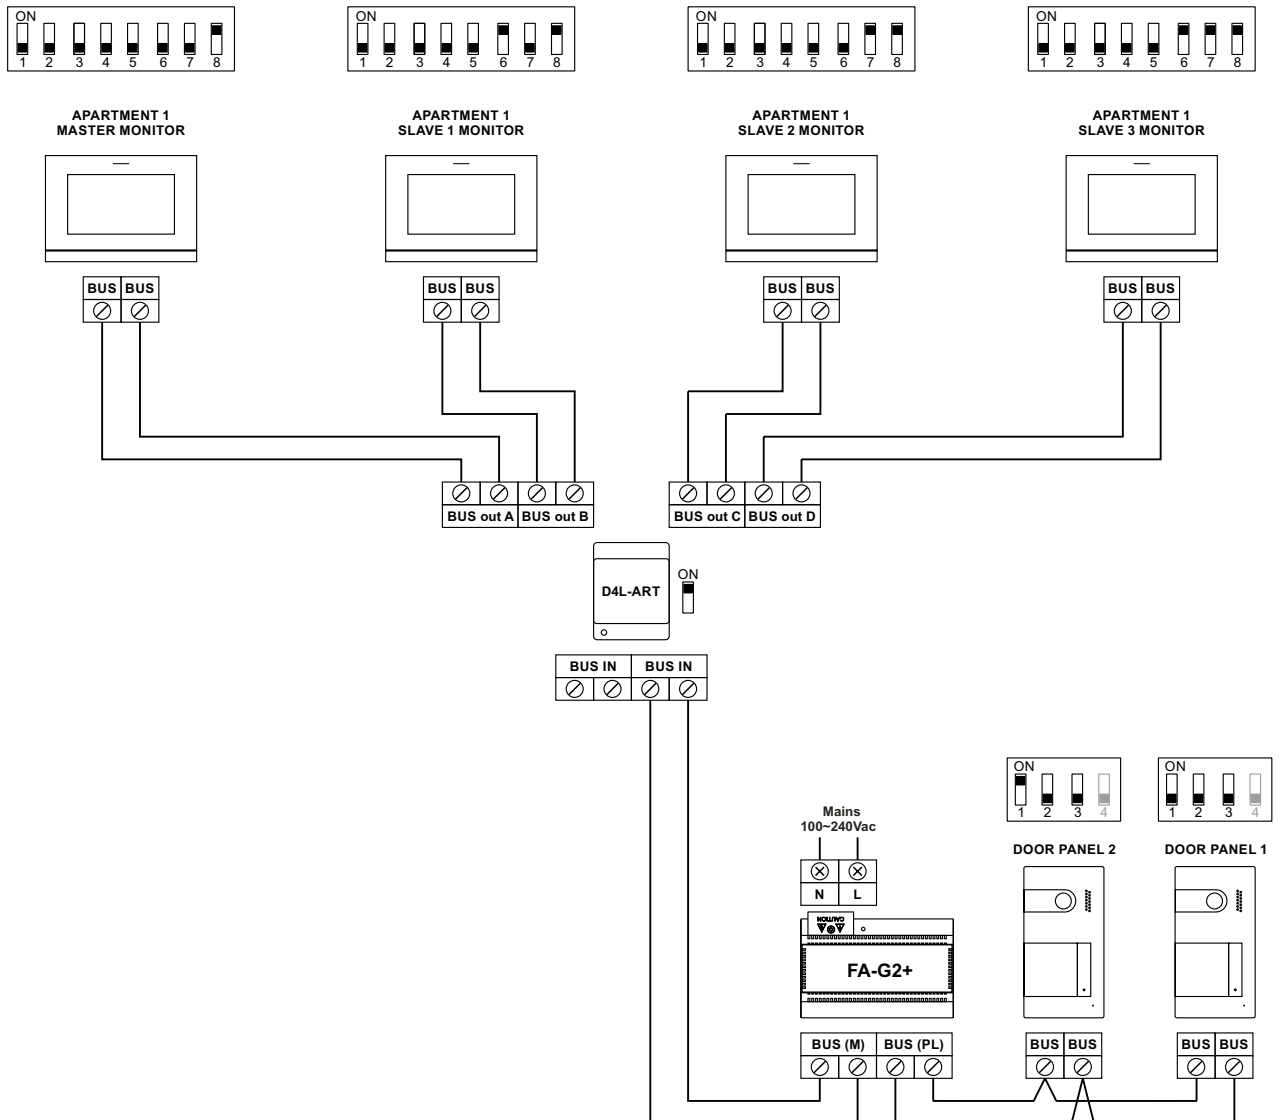 ON
1 2 3 4 5 6 7 8
ON
1 2 3 4 5 6 7 8
ON
1 2 3 4 5 6 7 8
ON
1 2 3 4 5 6 7 8
APARTMENT 1
MASTER MONITOR
APARTMENT 1
SLAVE 1 MONITOR
APARTMENT 1
SLAVE 2 MONITOR
APARTMENT 1
SLAVE 3 MONITOR
BUS BUS
BUS BUS
BUS BUS
BUS BUS
BUS out A BUS out B
BUS out C BUS out D
D4L-ART
ON
BUS IN BUS IN
ON
1 2 3 4
ON
1 2 3 4
Mains
100~240Vac
N L
DOOR PANEL 2
DOOR PANEL 1
CAUTION
FA-G2+
BUS (M) BUS (PL)
BUS BUS
BUS BUS